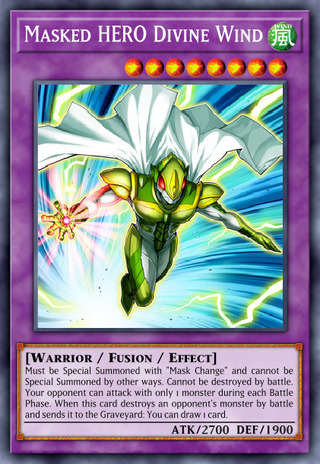 Masked HERO Divine Wind
WIND
風
[Warrior / Fusion / Effect]
Must be Special Summoned with "Mask Change" and cannot be
Special Summoned by other ways. Cannot be destroyed by battle.
Your opponent can attack with only 1 monster during each Battle
Phase. When this card destroys an opponent's monster by battle
and sends it to the Graveyard: You can draw 1 card.
ATK/2700 DEF/1900